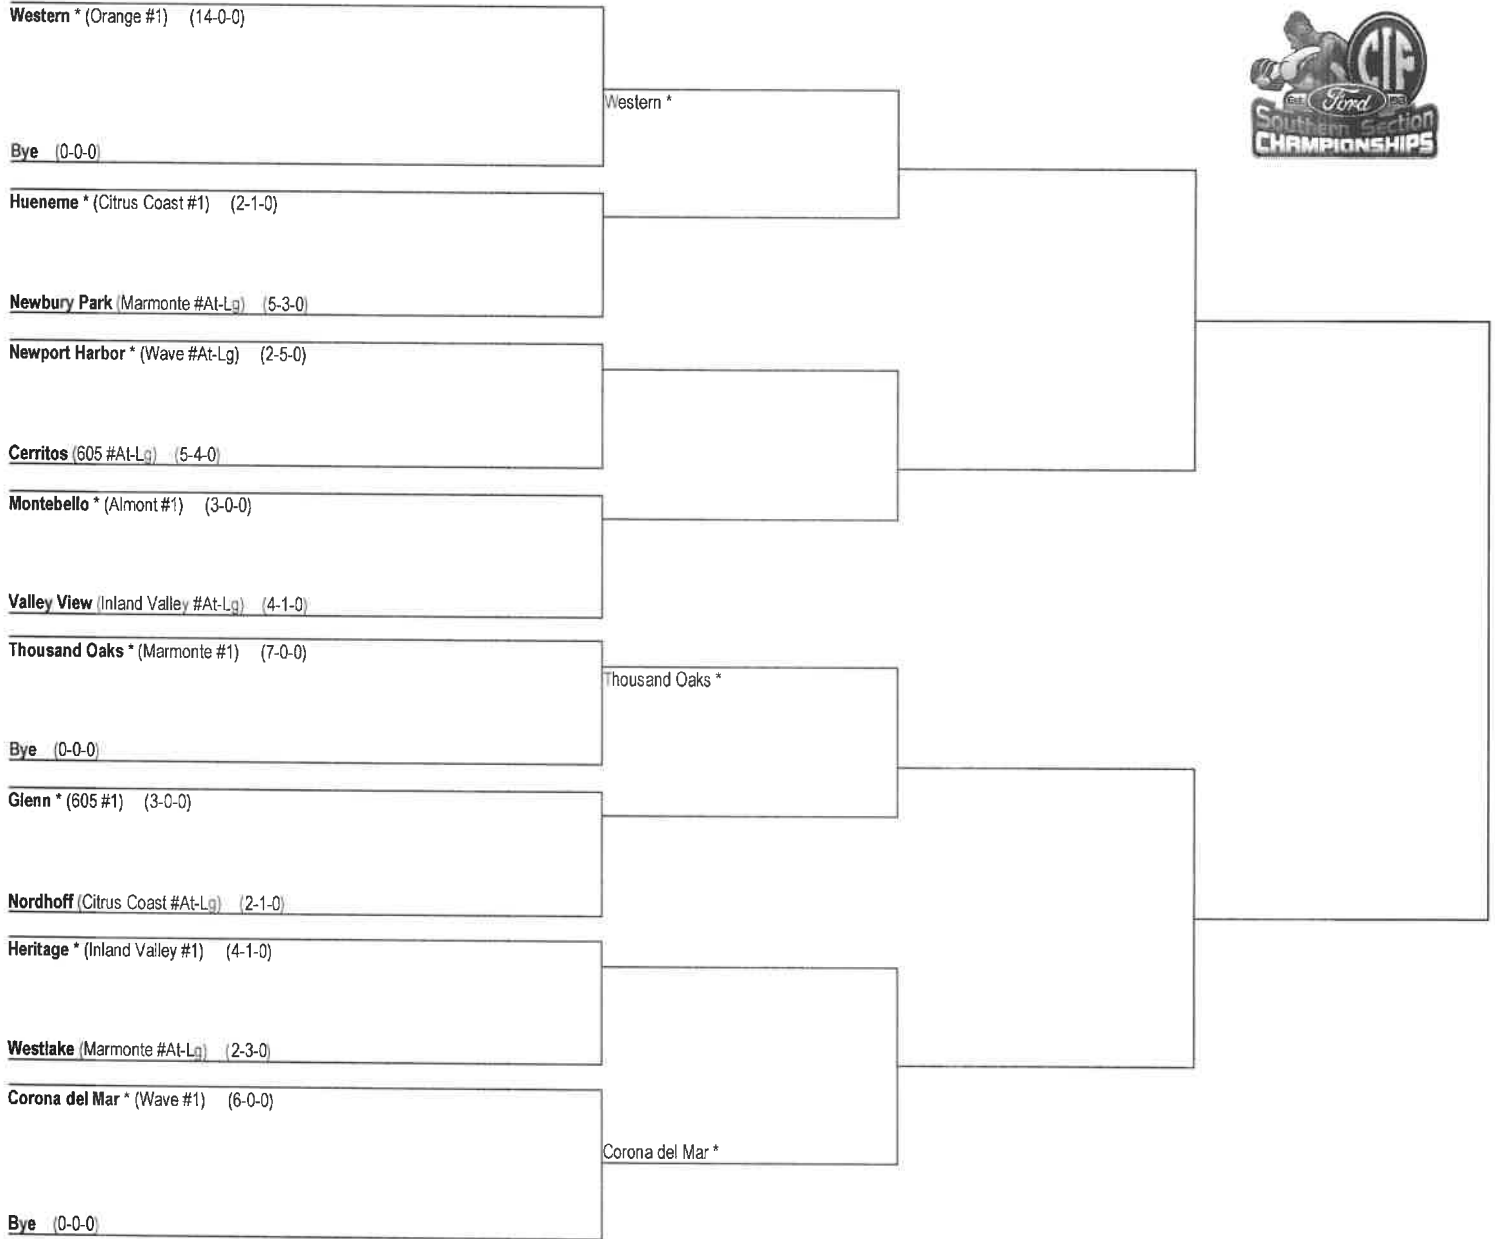 Western * (Orange #1) (14-0-0)
Western *
Bye (0-0-0)
Hueneme * (Citrus Coast #1) (2-1-0)
Newbury Park (Marmonte #At-Lg) (5-3-0)
Newport Harbor * (Wave #At-Lg) (2-5-0)
Cerritos (605 #At-Lg) (5-4-0)
Montebello * (Almont #1) (3-0-0)
Valley View (Inland Valley #At-Lg) (4-1-0)
Thousand Oaks * (Marmonte #1) (7-0-0)
Thousand Oaks *
Bye (0-0-0)
Glenn * (605 #1) (3-0-0)
Nordhoff (Citrus Coast #At-Lg) (2-1-0)
Heritage * (Inland Valley #1) (4-1-0)
Westlake (Marmonte #At-Lg) (2-3-0)
Corona del Mar * (Wave #1) (6-0-0)
Corona del Mar *
Bye (0-0-0)
CIF
Ford
Southern Section
CHAMPIONSHIPS